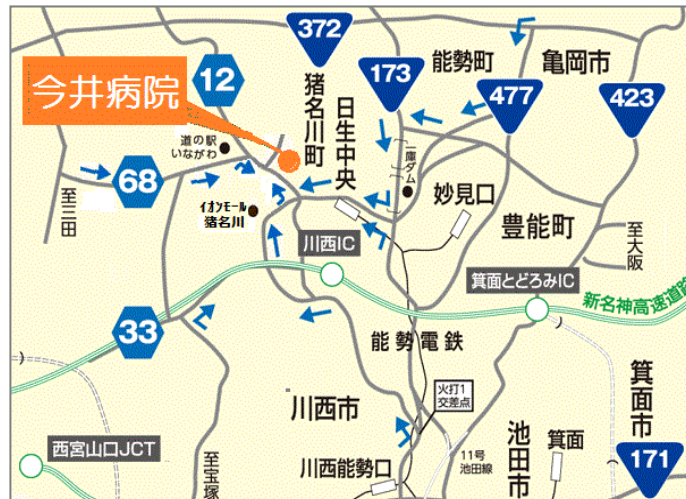 372
12
173
能勢町
亀岡市
今井病院
猪名川町
日生中央
477
423
道の駅
いながわ
一庫ダム
68
妙見口
至三田
イオンモール
猪名川
豊能町
至大阪
川西IC
箕面とどろみIC
新名神高速道路
33
能勢電鉄
火打1
交差点
箕面市
川西市
池田市
箕面
171
西宮山口JCT
至宝塚
川西能勢口
11号
池田線